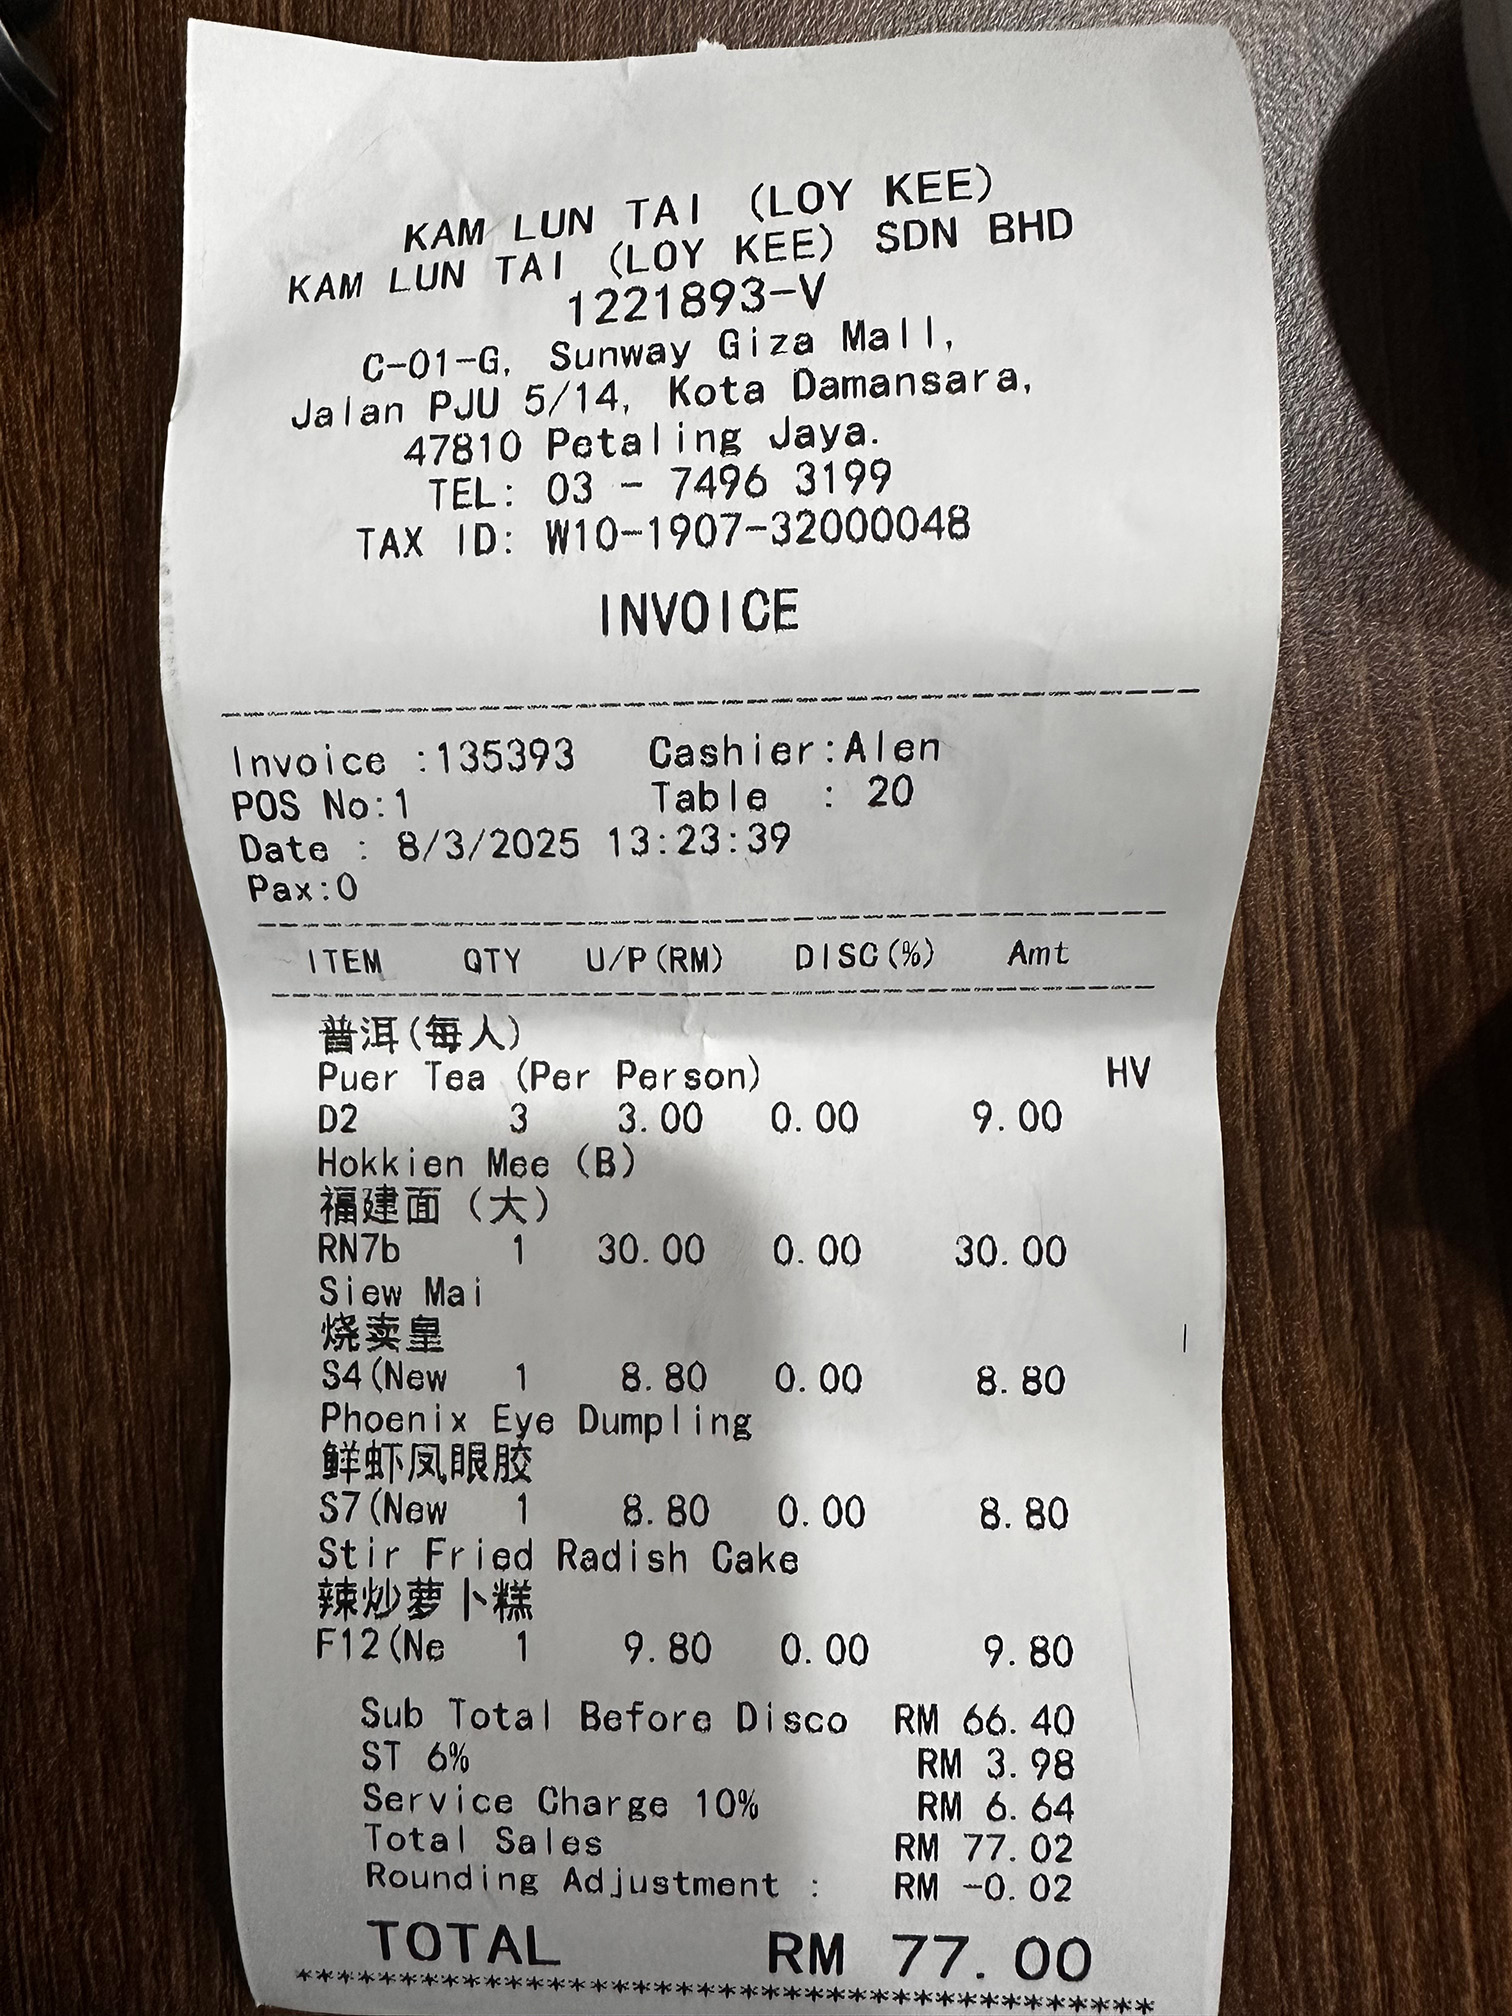 KAM LUN TAI (LOY KEE)
KAM LUN TAI (LOY KEE) SDN BHD
1221893-V
C-01-G, Sunway Giza Mall,
Jalan PJU 5/14, Kota Damansara,
47810 Petaling Jaya.
TEL: 03 - 7496 3199
TAX ID: W10-1907-32000048
INVOICE
Invoice :135393 Cashier:Alen
POS No:1 Table : 20
Date : 8/3/2025 13:23:39
Pax:0
ITEM QTY U/P(RM) DISC(%) Amt
普洱(每人)
Puer Tea (Per Person) HV
D2 3 3.00 0.00 9.00
Hokkien Mee (B)
福建面 (大)
RN7b 1 30.00 0.00 30.00
Siew Mai
烧卖皇
S4(New 1 8.80 0.00 8.80
Phoenix Eye Dumpling
鲜虾凤眼胶
S7(New 1 8.80 0.00 8.80
Stir Fried Radish Cake
辣炒萝卜糕
F12(Ne 1 9.80 0.00 9.80
Sub Total Before Disco RM 66.40
ST 6% RM 3.98
Service Charge 10% RM 6.64
Total Sales RM 77.02
Rounding Adjustment : RM -0.02
TOTAL RM 77.00